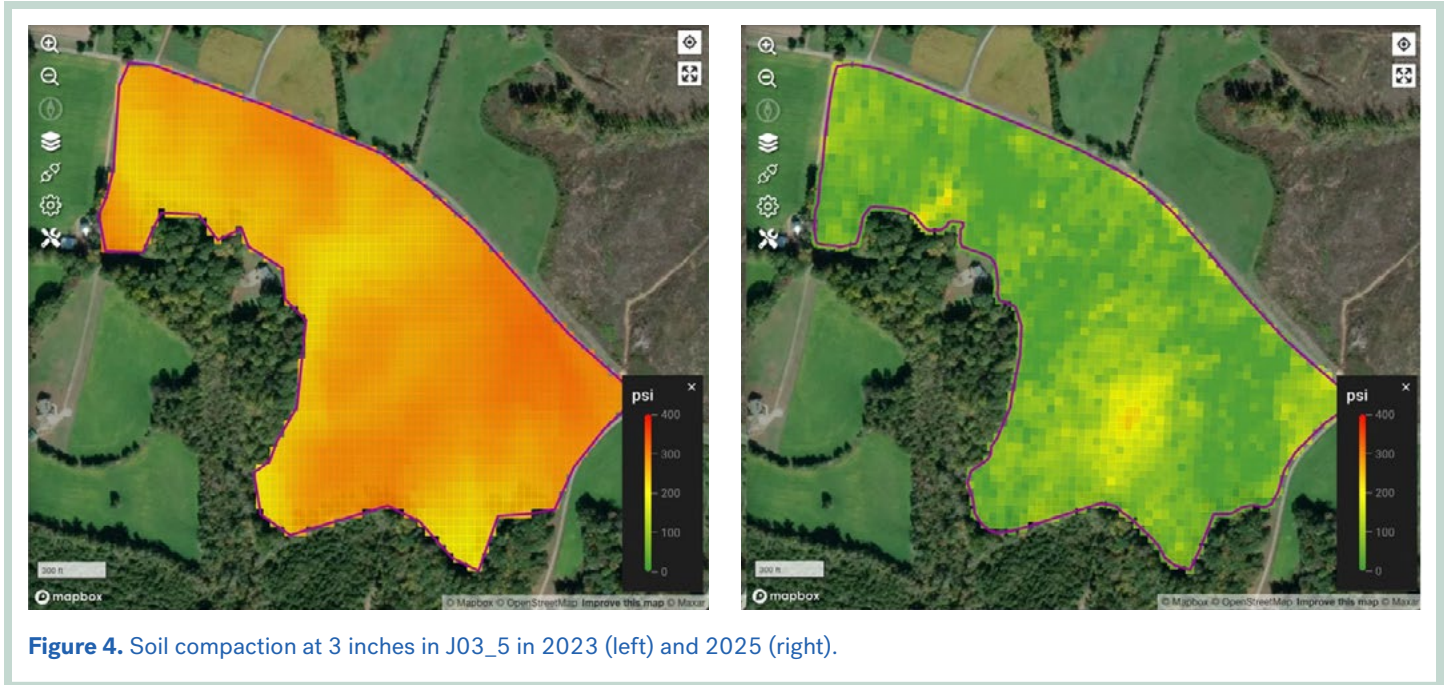 psi
400
300
200
100
0
300 ft
mapbox
© Mapbox © OpenStreetMap Improve this map © Maxar
psi
400
300
200
100
0
300 ft
mapbox
© Mapbox © OpenStreetMap Improve this map © Maxar
Figure 4. Soil compaction at 3 inches in J03_5 in 2023 (left) and 2025 (right).